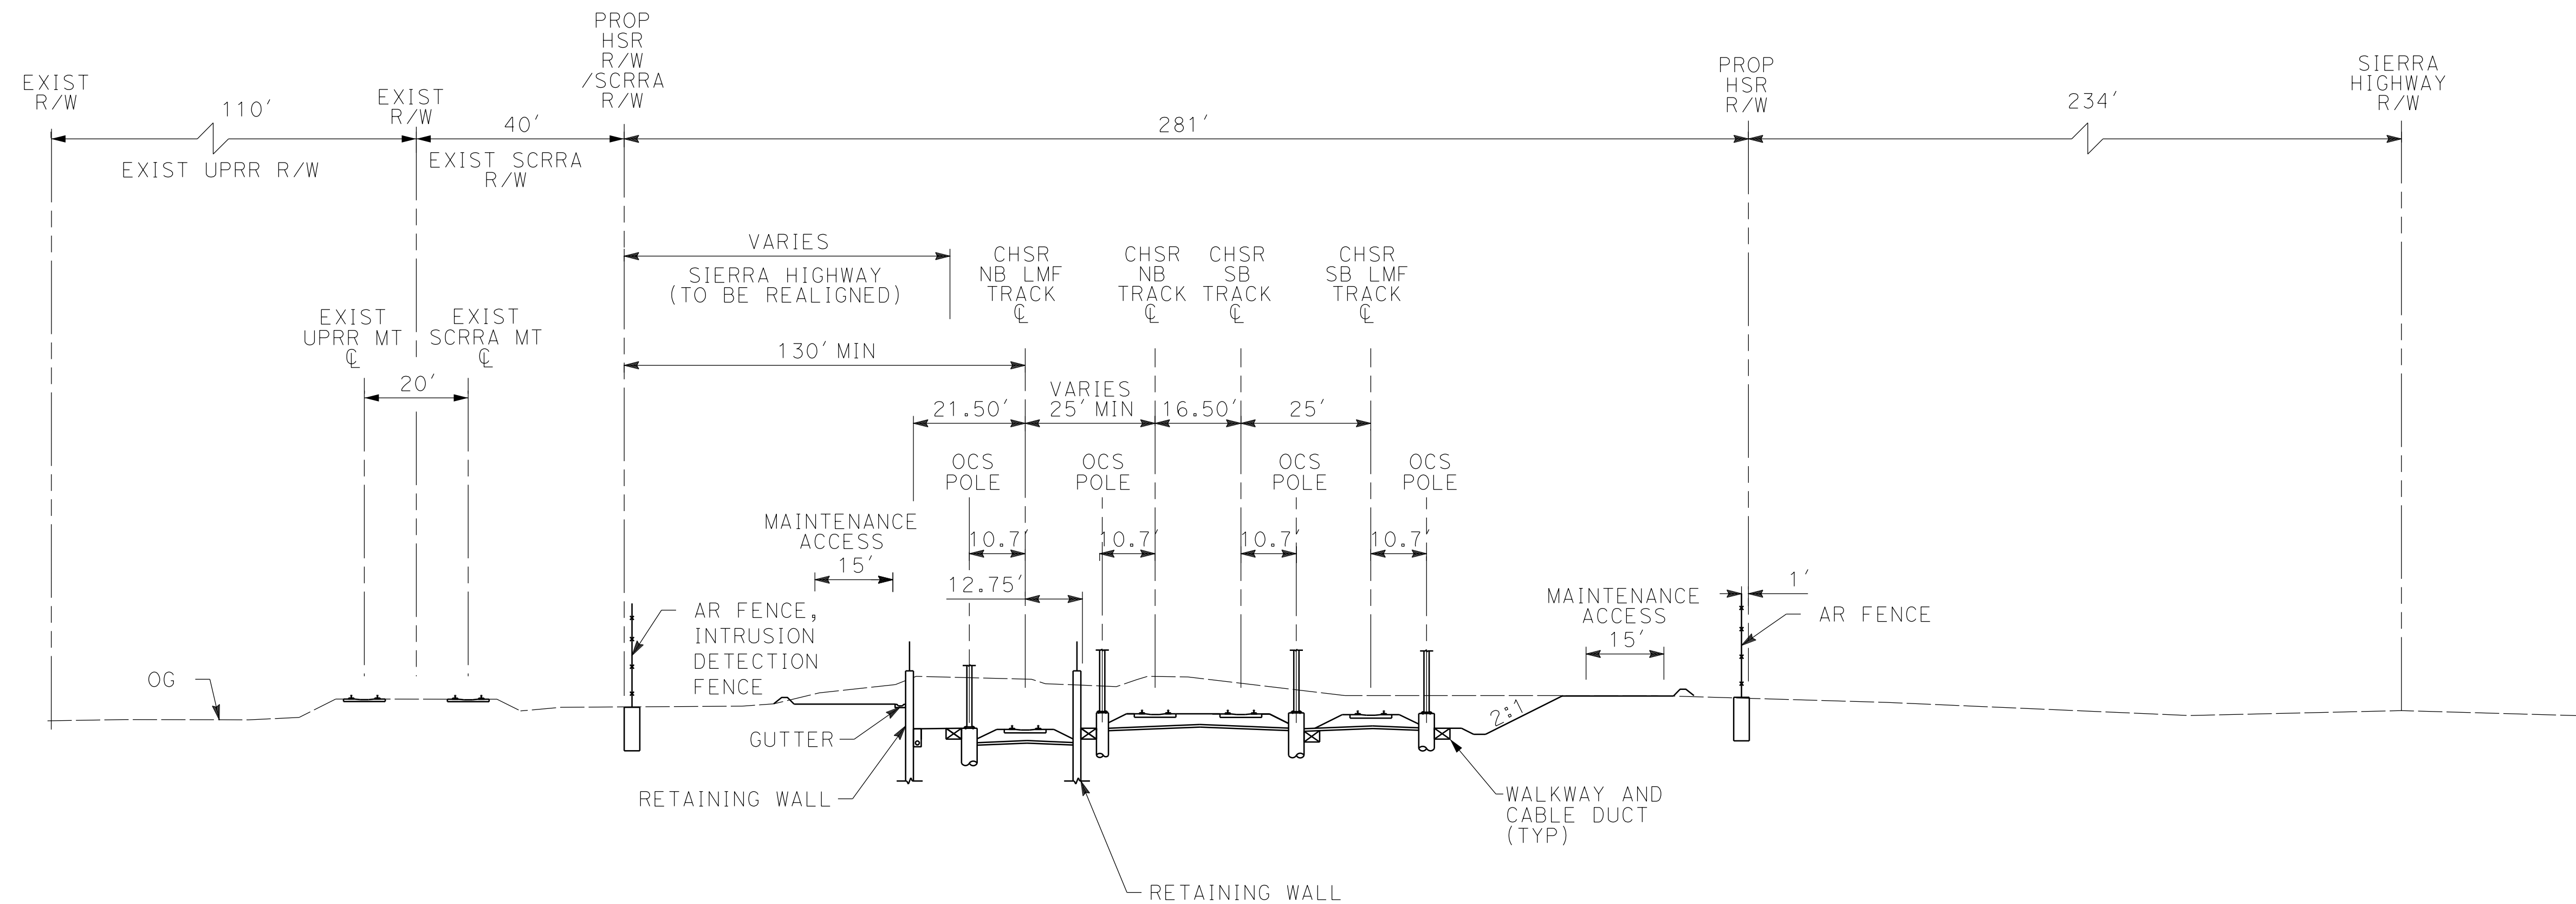 EXIST
R/W
110′
EXIST UPRR R/W
EXIST
R/W
40′
EXIST SCRRA
R/W
PROP
HSR
R/W
/SCRRA
R/W
281′
PROP
HSR
R/W
234′
SIERRA
HIGHWAY
R/W
VARIES
SIERRA HIGHWAY
(TO BE REALIGNED)
CHSR
NB LMF
TRACK
℄
CHSR
NB
TRACK
℄
CHSR
SB
TRACK
℄
CHSR
SB LMF
TRACK
℄
EXIST
UPRR MT
℄
EXIST
SCRRA MT
℄
20′
130′ MIN
21.50′
VARIES
25′ MIN
16.50′
25′
OCS
POLE
OCS
POLE
OCS
POLE
OCS
POLE
MAINTENANCE
ACCESS
15′
10.7′
10.7′
10.7′
10.7′
12.75′
MAINTENANCE
ACCESS
15′
1′
AR FENCE
AR FENCE,
INTRUSION
DETECTION
FENCE
OG
GUTTER
2:1
RETAINING WALL
WALKWAY AND
CABLE DUCT
(TYP)
RETAINING WALL